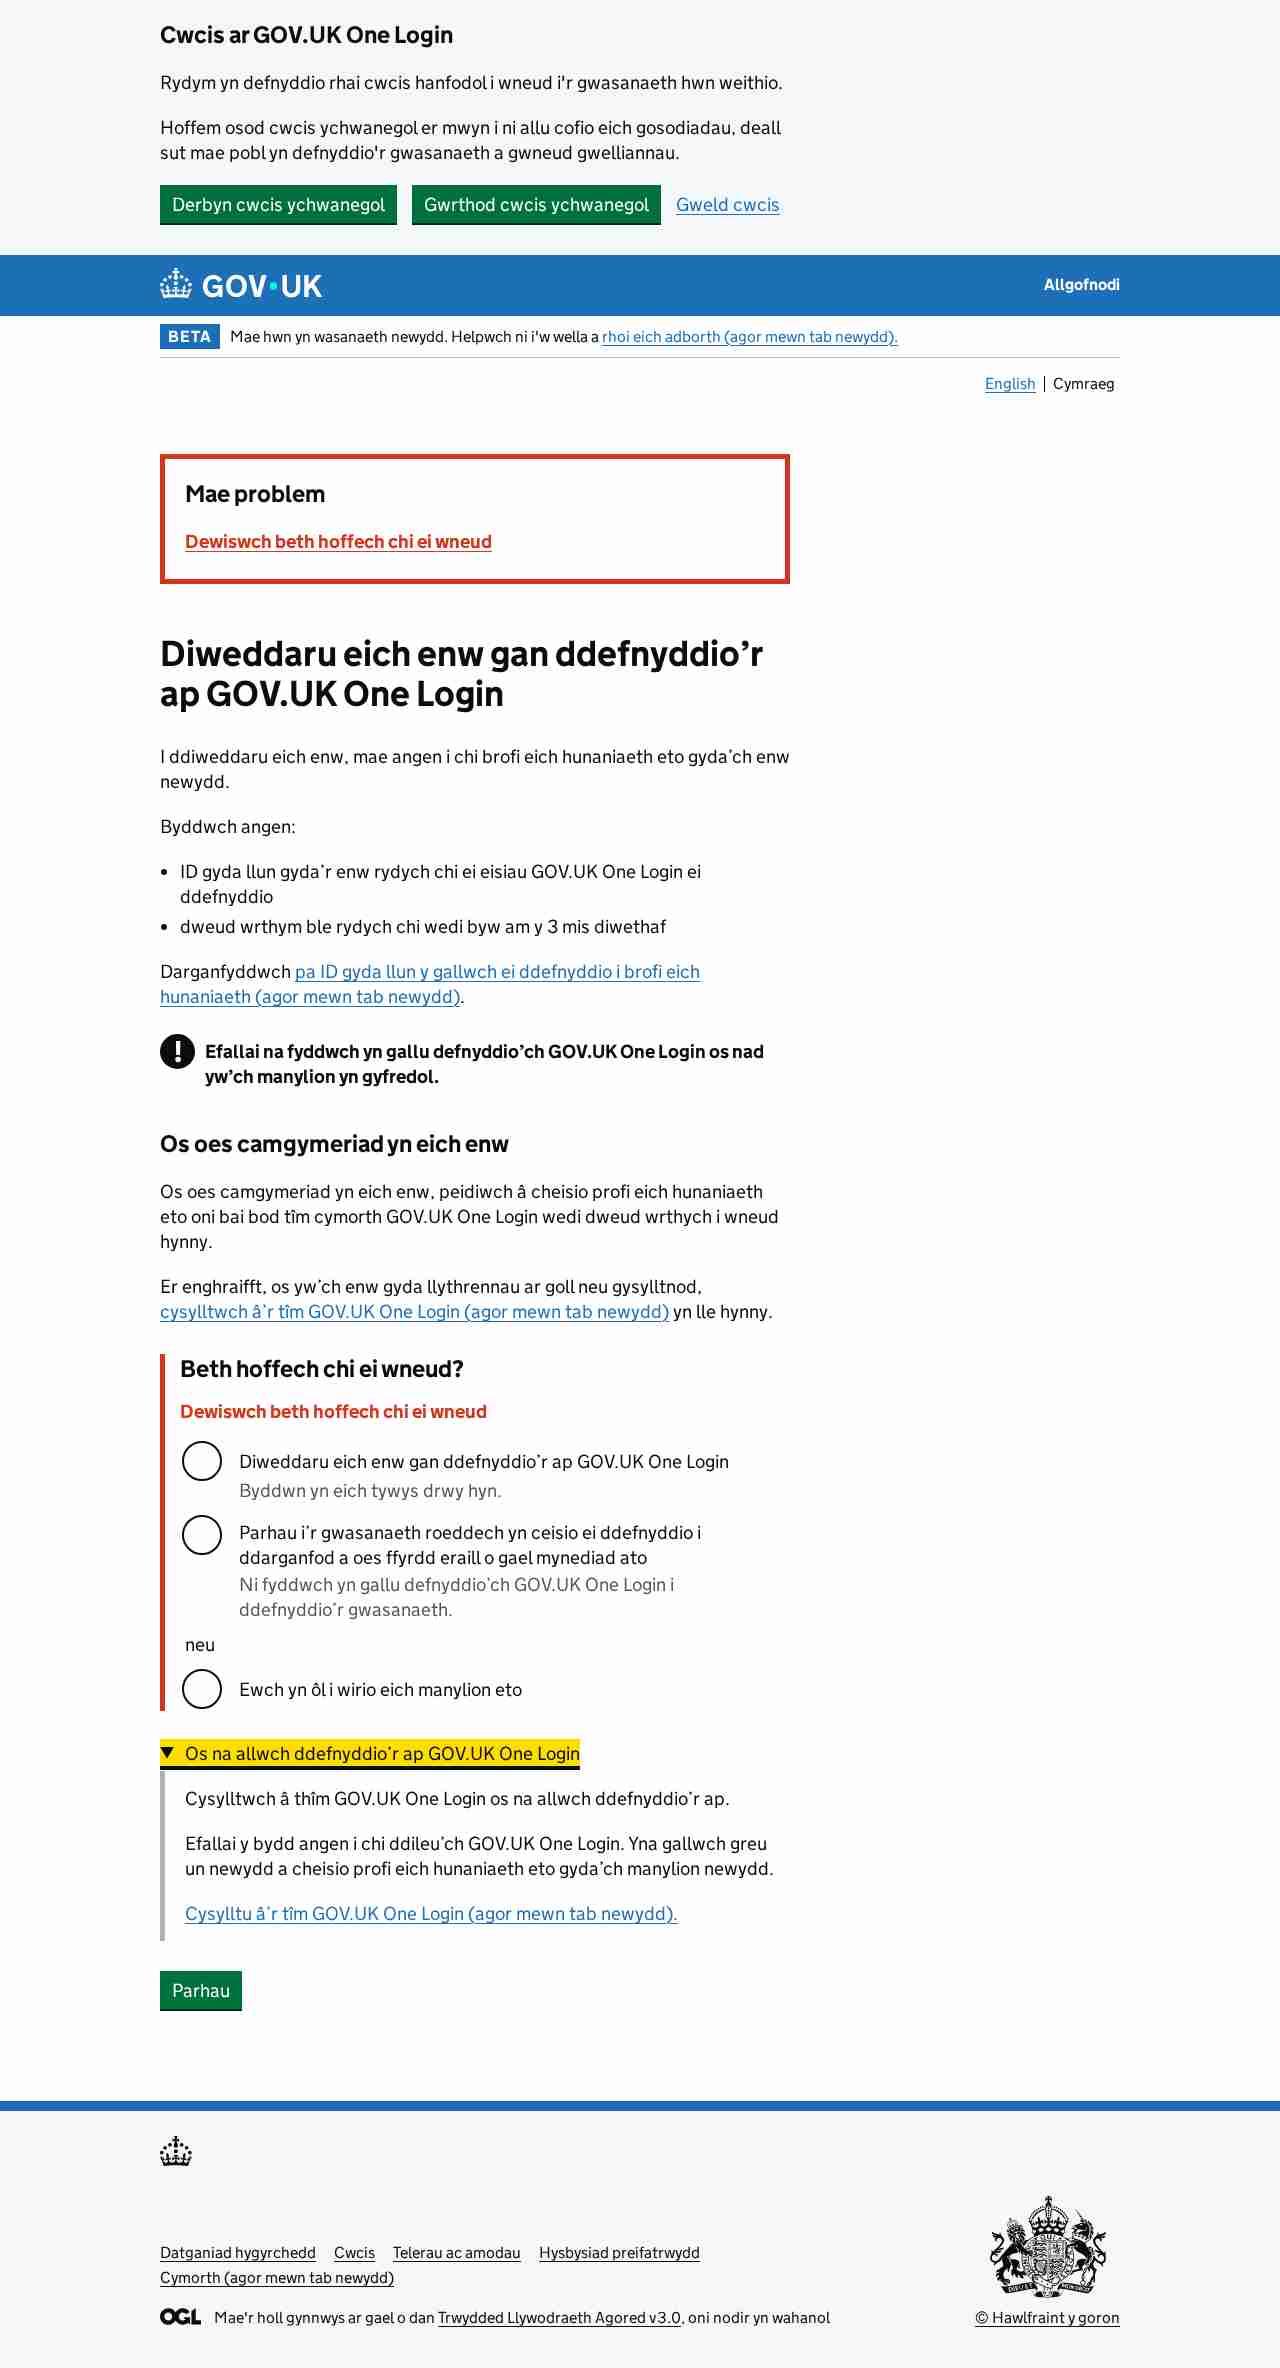 Cwcis ar GOV.UK One Login
Rydym yn defnyddio rhai cwcis hanfodol i wneud i'r gwasanaeth hwn weithio.
Hoffem osod cwcis ychwanegol er mwyn i ni allu cofio eich gosodiadau, deall
sut mae pobl yn defnyddio'r gwasanaeth a gwneud gwelliannau.
Derbyn cwcis ychwanegol Gwrthod cwcis ychwanegol Gweld cwcis
GOV·UK Allgofnodi
BETA Mae hwn yn wasanaeth newydd. Helpwch ni i'w wella a rhoi eich adborth (agor mewn tab newydd).
English Cymraeg
Mae problem
Dewiswch beth hoffech chi ei wneud
Diweddaru eich enw gan ddefnyddio’r
ap GOV.UK One Login
I ddiweddaru eich enw, mae angen i chi brofi eich hunaniaeth eto gyda’ch enw
newydd.
Byddwch angen:
• ID gyda llun gyda’r enw rydych chi ei eisiau GOV.UK One Login ei
ddefnyddio
• dweud wrthym ble rydych chi wedi byw am y 3 mis diwethaf
Darganfyddwch pa ID gyda llun y gallwch ei ddefnyddio i brofi eich
hunaniaeth (agor mewn tab newydd).
! Efallai na fyddwch yn gallu defnyddio’ch GOV.UK One Login os nad
yw’ch manylion yn gyfredol.
Os oes camgymeriad yn eich enw
Os oes camgymeriad yn eich enw, peidiwch â cheisio profi eich hunaniaeth
eto oni bai bod tîm cymorth GOV.UK One Login wedi dweud wrthych i wneud
hynny.
Er enghraifft, os yw’ch enw gyda llythrennau ar goll neu gysylltnod,
cysylltwch â’r tîm GOV.UK One Login (agor mewn tab newydd) yn lle hynny.
Beth hoffech chi ei wneud?
Dewiswch beth hoffech chi ei wneud
Diweddaru eich enw gan ddefnyddio’r ap GOV.UK One Login
Byddwn yn eich tywys drwy hyn.
Parhau i’r gwasanaeth roeddech yn ceisio ei ddefnyddio i
ddarganfod a oes ffyrdd eraill o gael mynediad ato
Ni fyddwch yn gallu defnyddio’ch GOV.UK One Login i
ddefnyddio’r gwasanaeth.
neu
Ewch yn ôl i wirio eich manylion eto
Os na allwch ddefnyddio’r ap GOV.UK One Login
Cysylltwch â thîm GOV.UK One Login os na allwch ddefnyddio’r ap.
Efallai y bydd angen i chi ddileu’ch GOV.UK One Login. Yna gallwch greu
un newydd a cheisio profi eich hunaniaeth eto gyda’ch manylion newydd.
Cysylltu â’r tîm GOV.UK One Login (agor mewn tab newydd).
Parhau
Datganiad hygyrchedd Cwcis Telerau ac amodau Hysbysiad preifatrwydd
Cymorth (agor mewn tab newydd)
OGL Mae'r holl gynnwys ar gael o dan Trwydded Llywodraeth Agored v3.0, oni nodir yn wahanol
© Hawlfraint y goron